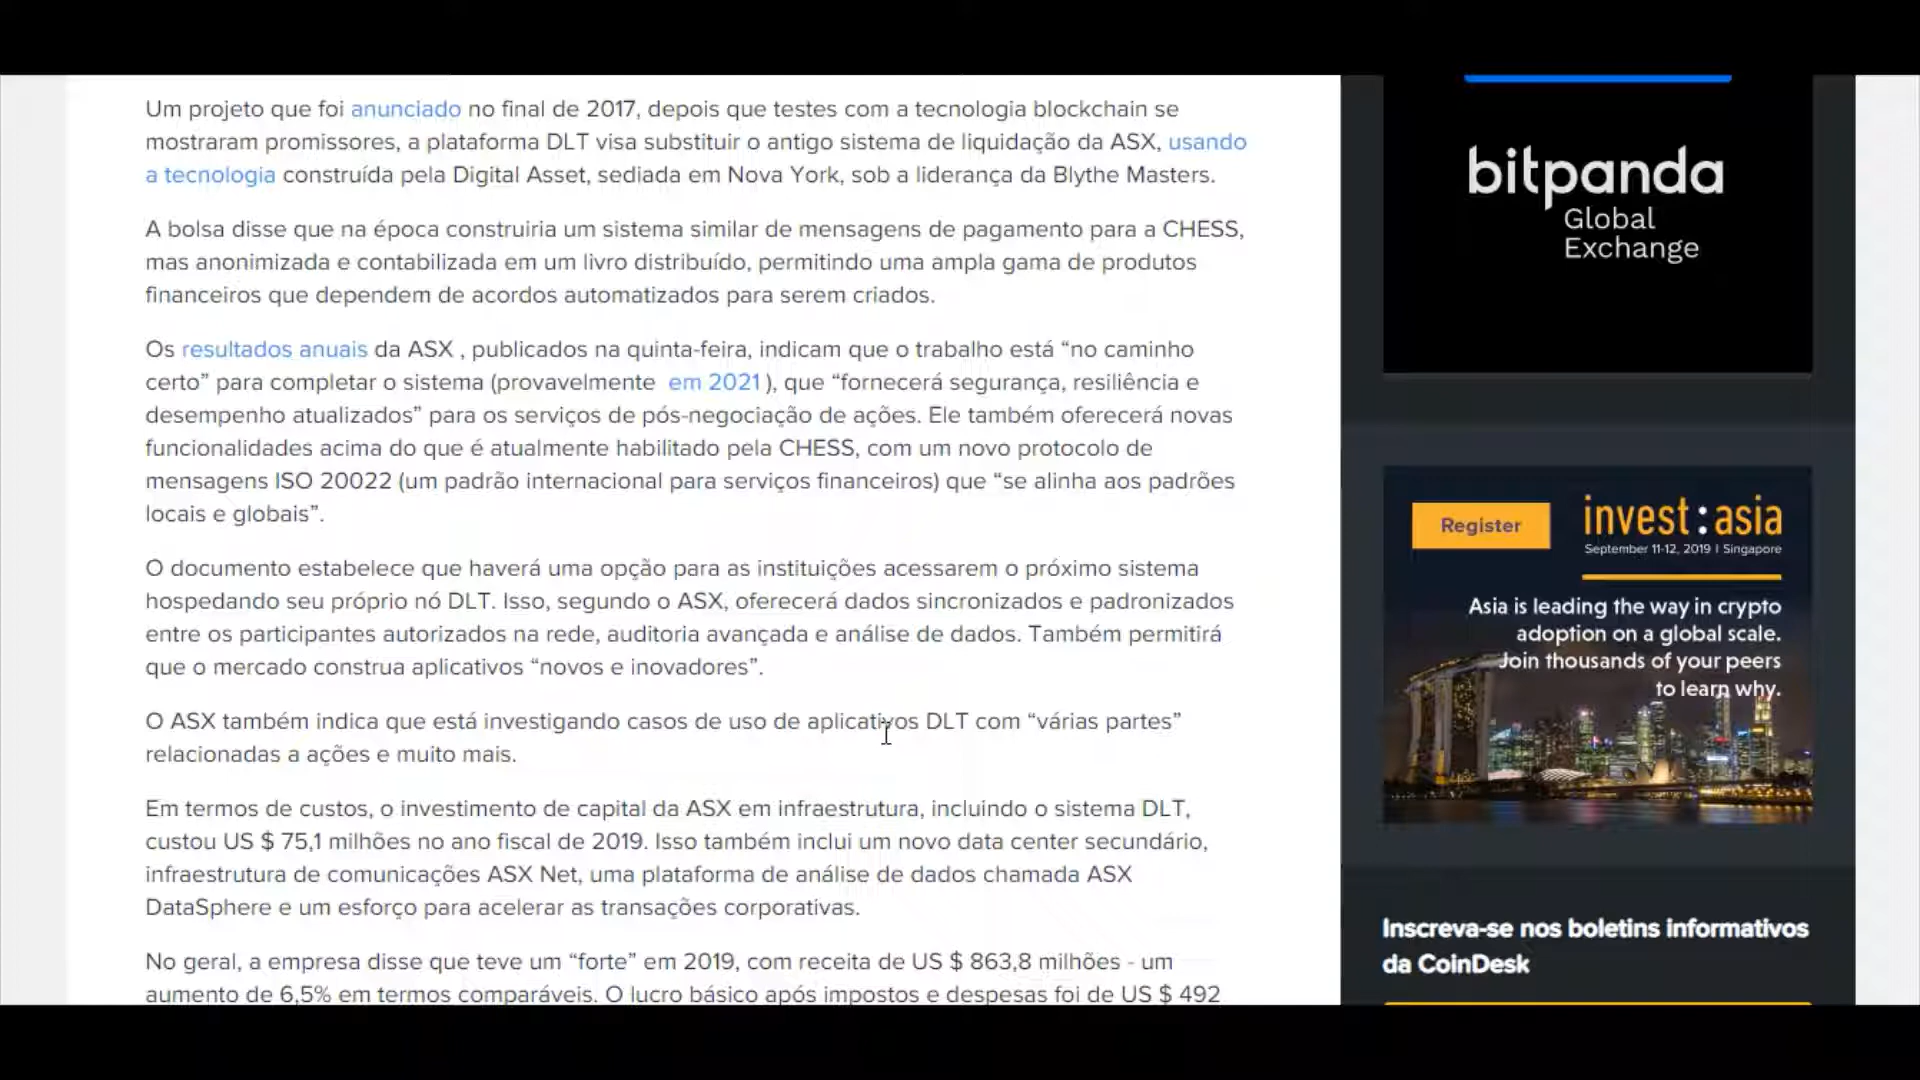 Um projeto que foi anunciado no final de 2017, depois que testes com a tecnologia blockchain se
mostraram promissores, a plataforma DLT visa substituir o antigo sistema de liquidação da ASX, usando
a tecnologia construída pela Digital Asset, sediada em Nova York, sob a liderança da Blythe Masters.
A bolsa disse que na época construiria um sistema similar de mensagens de pagamento para a CHESS,
mas anonimizada e contabilizada em um livro distribuído, permitindo uma ampla gama de produtos
financeiros que dependem de acordos automatizados para serem criados.
Os resultados anuais da ASX , publicados na quinta-feira, indicam que o trabalho está “no caminho
certo” para completar o sistema (provavelmente em 2021 ), que “fornecerá segurança, resiliência e
desempenho atualizados” para os serviços de pós-negociação de ações. Ele também oferecerá novas
funcionalidades acima do que é atualmente habilitado pela CHESS, com um novo protocolo de
mensagens ISO 20022 (um padrão internacional para serviços financeiros) que “se alinha aos padrões
locais e globais”.
O documento estabelece que haverá uma opção para as instituições acessarem o próximo sistema
hospedando seu próprio nó DLT. Isso, segundo o ASX, oferecerá dados sincronizados e padronizados
entre os participantes autorizados na rede, auditoria avançada e análise de dados. Também permitirá
que o mercado construa aplicativos “novos e inovadores”.
O ASX também indica que está investigando casos de uso de aplicativos DLT com “várias partes”
relacionadas a ações e muito mais.
Em termos de custos, o investimento de capital da ASX em infraestrutura, incluindo o sistema DLT,
custou US $ 75,1 milhões no ano fiscal de 2019. Isso também inclui um novo data center secundário,
infraestrutura de comunicações ASX Net, uma plataforma de análise de dados chamada ASX
DataSphere e um esforço para acelerar as transações corporativas.
No geral, a empresa disse que teve um “forte” em 2019, com receita de US $ 863,8 milhões - um
aumento de 6,5% em termos comparáveis. O lucro básico após impostos e despesas foi de US $ 492
bitpanda
Global
Exchange
Register
invest:asia
September 11-12, 2019 | Singapore
Asia is leading the way in crypto
adoption on a global scale.
Join thousands of your peers
to learn why.
Inscreva-se nos boletins informativos
da CoinDesk